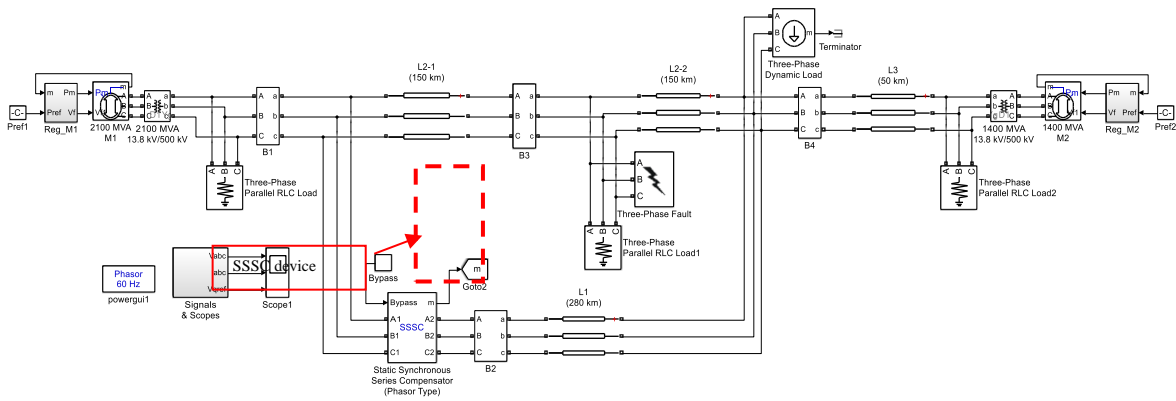 A
B
C
m
Three-Phase
Dynamic Load
Terminator
L2-1
(150 km)
L2-2
(150 km)
L3
(50 km)
-C-
Pref1
m
Pref
Pm
Vf
Reg_M1
Pm
m
A
B
C
2100 MVA
M1
A
B
C
a
b
c
2100 MVA
13.8 kV/500 kV
A
B
C
a
b
c
B1
A
B
C
a
b
c
B3
A
B
C
a
b
c
B4
A
B
C
a
b
c
1400 MVA
13.8 kV/500 kV
Pm
m
A
B
C
1400 MVA
M2
Pm
Vf
m
Pref
Reg_M2
-C-
Pref2
A B C
Three-Phase
Parallel RLC Load
A
B
C
Three-Phase Fault
A B C
Three-Phase
Parallel RLC Load1
A B C
Three-Phase
Parallel RLC Load2
Phasor
60 Hz
powergui1
Vabc
Iabc
Vqref
Signals
& Scopes
SSSC device
Scope1
Bypass
m
Goto2
Bypass
m
SSSC
A1
B1
C1
A2
B2
C2
Static Synchronous
Series Compensator
(Phasor Type)
A
B
C
a
b
c
B2
L1
(280 km)